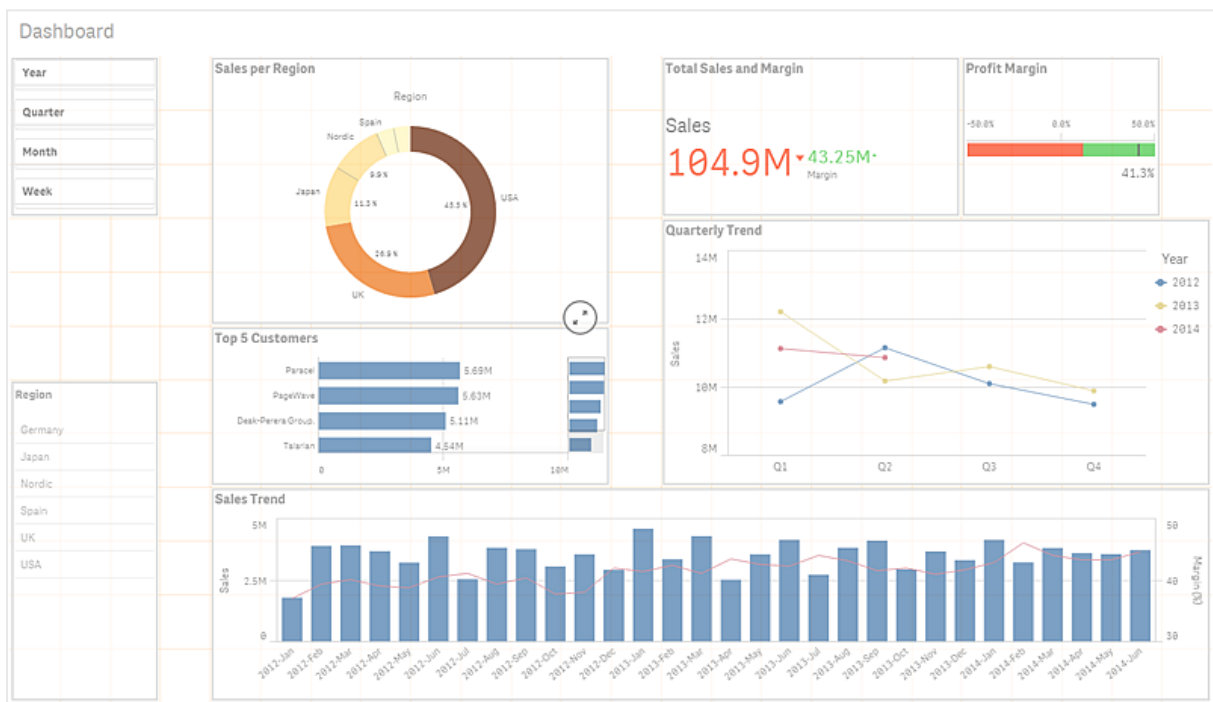 Dashboard
Year
Quarter
Month
Week
Region
Germany
Japan
Nordic
Spain
UK
USA
Sales per Region
Region
Spain
Nordic
Japan
UK
USA
9.9%
11.3%
26.9%
45.5%
Top 5 Customers
Paracel
PageWave
Deak-Perera Group.
Talarian
5.69M
5.63M
5.11M
4.54M
0
5M
10M
Total Sales and Margin
Sales
104.9M
43.25M
Margin
Profit Margin
-50.0% 0.0% 50.0%
41.3%
Quarterly Trend
14M
12M
10M
8M
Sales
Q1 Q2 Q3 Q4
Year
2012
2013
2014
Sales Trend
5M
2.5M
0
Sales
50
40
30
Margin (%)
2012-Jan
2012-Feb
2012-Mar
2012-Apr
2012-May
2012-Jun
2012-Jul
2012-Aug
2012-Sep
2012-Oct
2012-Nov
2012-Dec
2013-Jan
2013-Feb
2013-Mar
2013-Apr
2013-May
2013-Jun
2013-Jul
2013-Aug
2013-Sep
2013-Oct
2013-Nov
2013-Dec
2014-Jan
2014-Feb
2014-Mar
2014-Apr
2014-May
2014-Jun